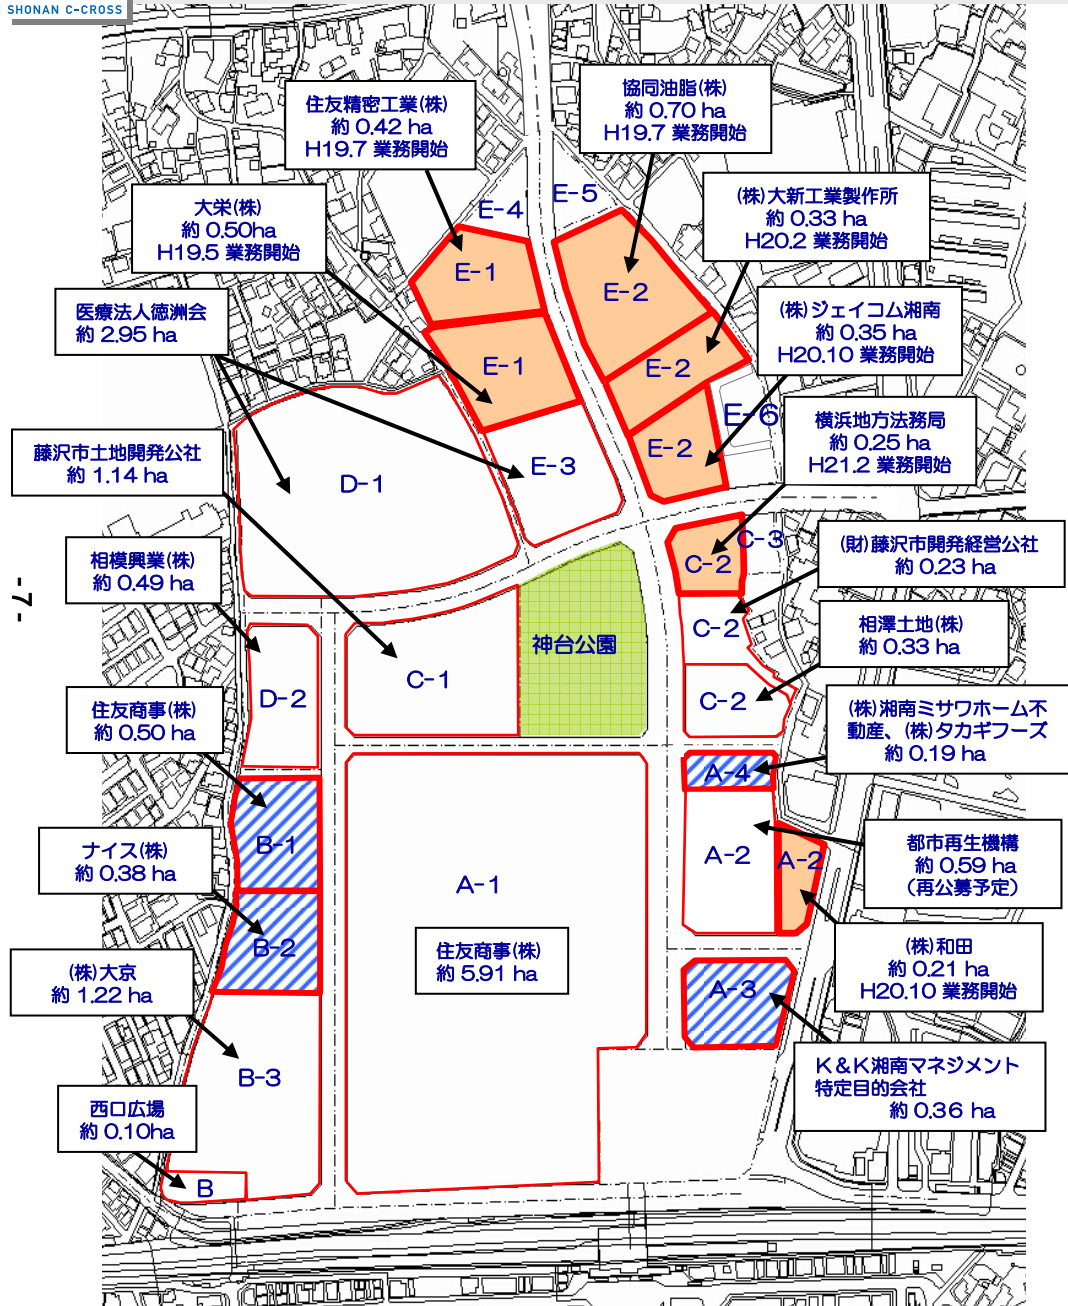 SHONAN C-CROSS
住友精密工業(株)
約 0.42 ha
H19.7 業務開始
協同油脂(株)
約 0.70 ha
H19.7 業務開始
大栄(株)
約 0.50ha
H19.5 業務開始
(株)大新工業製作所
約 0.33 ha
H20.2 業務開始
E-4
E-5
E-1
E-2
医療法人徳洲会
約 2.95 ha
(株)ジェイコム湘南
約 0.35 ha
H20.10 業務開始
E-1
E-2
E-6
横浜地方法務局
約 0.25 ha
H21.2 業務開始
藤沢市土地開発公社
約 1.14 ha
D-1
E-3
E-2
C-3
C-2
(財)藤沢市開発経営公社
約 0.23 ha
相模興業(株)
約 0.49 ha
-7-
C-2
相澤土地(株)
約 0.33 ha
神台公園
D-2
C-1
C-2
住友商事(株)
約 0.50 ha
(株)湘南ミサワホーム不
動産、(株)タカギフーズ
約 0.19 ha
A-4
ナイス(株)
約 0.38 ha
B-1
A-1
A-2
A-2
都市再生機構
約 0.59 ha
(再公募予定)
B-2
住友商事(株)
約 5.91 ha
(株)和田
約 0.21 ha
H20.10 業務開始
(株)大京
約 1.22 ha
A-3
B-3
K＆K湘南マネジメント
特定目的会社
約 0.36 ha
西口広場
約 0.10ha
B